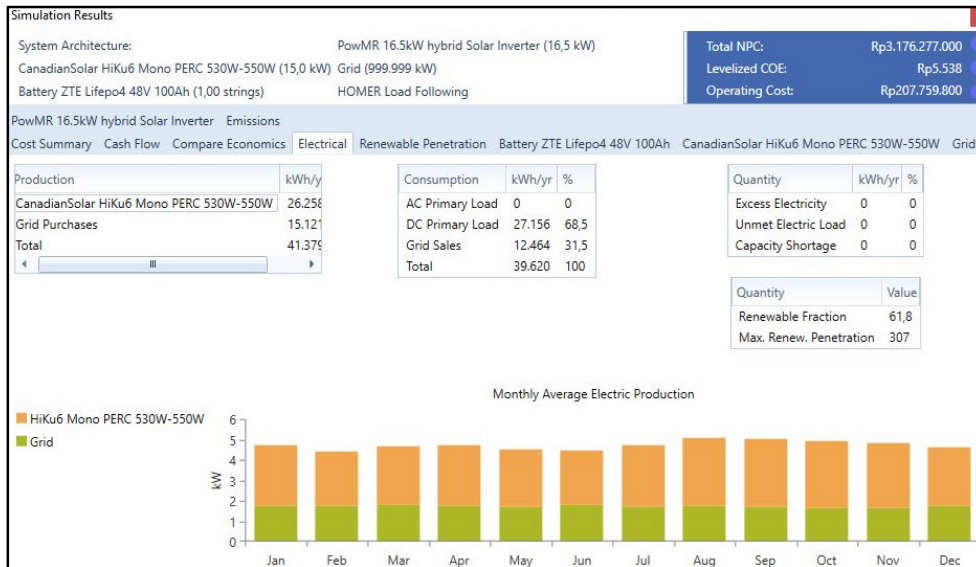 Simulation Results
System Architecture:
CanadianSolar HiKu6 Mono PERC 530W-550W (15,0 kW)
Battery ZTE Lifepo4 48V 100Ah (1,00 strings)
PowMR 16.5kW hybrid Solar Inverter (16,5 kW)
Grid (999.999 kW)
HOMER Load Following
Total NPC: Rp3.176.277.000
Levelized COE: Rp5.538
Operating Cost: Rp207.759.800
PowMR 16.5kW hybrid Solar Inverter Emissions
Cost Summary Cash Flow Compare Economics Electrical Renewable Penetration Battery ZTE Lifepo4 48V 100Ah CanadianSolar HiKu6 Mono PERC 530W-550W Grid
Production kWh/y
CanadianSolar HiKu6 Mono PERC 530W-550W 26.258
Grid Purchases 15.121
Total 41.379
Consumption kWh/yr %
AC Primary Load 0 0
DC Primary Load 27.156 68,5
Grid Sales 12.464 31,5
Total 39.620 100
Quantity kWh/yr %
Excess Electricity 0 0
Unmet Electric Load 0 0
Capacity Shortage 0 0
Quantity Value
Renewable Fraction 61,8
Max. Renew. Penetration 307
Monthly Average Electric Production
HiKu6 Mono PERC 530W-550W
Grid
kW
6
5
4
3
2
1
0
Jan Feb Mar Apr May Jun Jul Aug Sep Oct Nov Dec